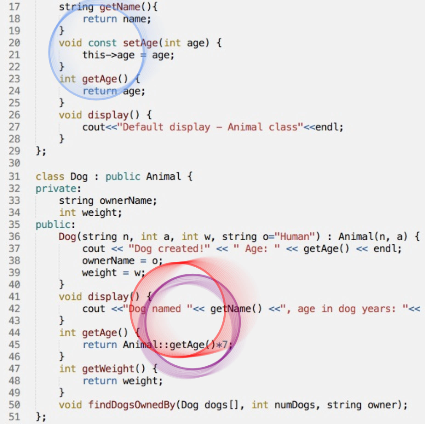 17 string getName(){
18 return name;
19 }
20 void const setAge(int age) {
21 this->age = age;
22 }
23 int getAge() {
24 return age;
25 }
26 void display() {
27 cout<<"Default display - Animal class"<<endl;
28 }
29 };
30
31 class Dog : public Animal {
32 private:
33 string ownerName;
34 int weight;
35 public:
36 Dog(string n, int a, int w, string o="Human") : Animal(n, a) {
37 cout << "Dog created!" << " Age: " << getAge() << endl;
38 ownerName = o;
39 weight = w;
40 }
41 void display() {
42 cout <<"Dog named "<< getName() <<", age in dog years: "<<
43 }
44 int getAge() {
45 return Animal::getAge()*7;
46 }
47 int getWeight() {
48 return weight;
49 }
50 void findDogsOwnedBy(Dog dogs[], int numDogs, string owner);
51 };